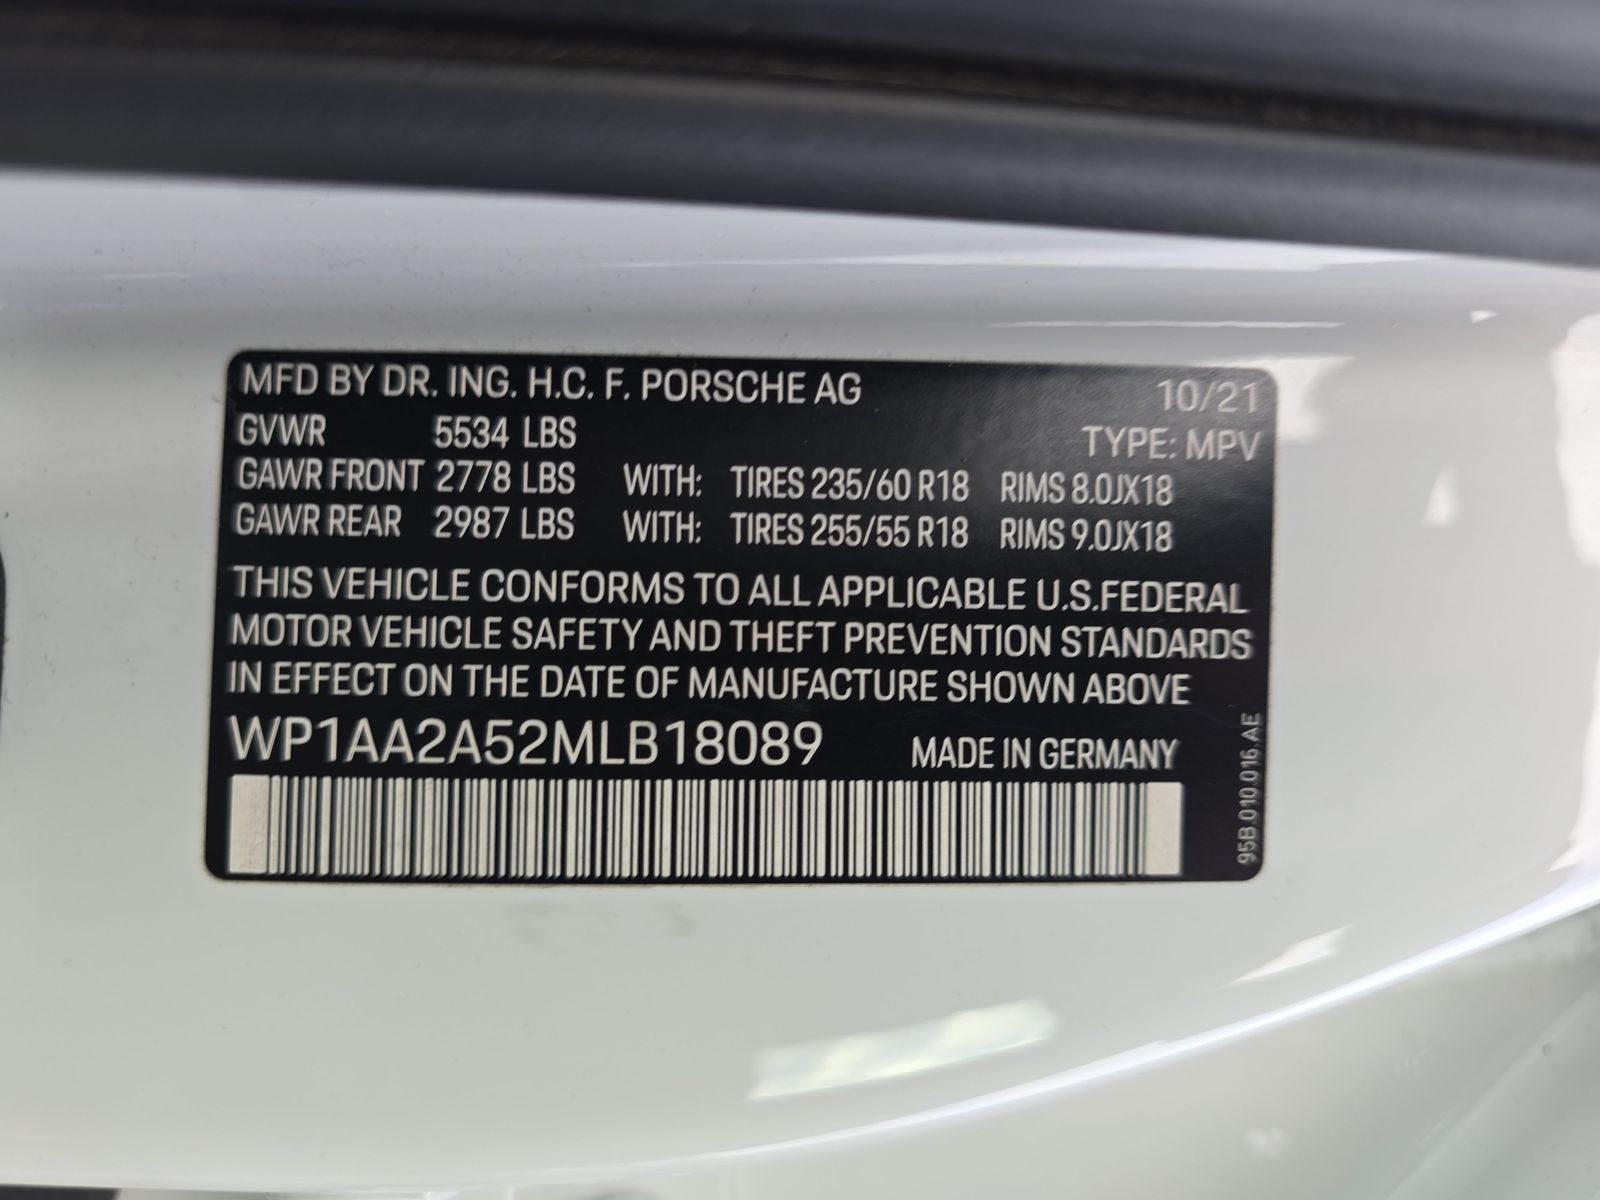 MFD BY DR. ING. H.C. F. PORSCHE AG 10/21
GVWR 5534 LBS TYPE: MPV
GAWR FRONT 2778 LBS WITH: TIRES 235/60 R18 RIMS 8.0JX18
GAWR REAR 2987 LBS WITH: TIRES 255/55 R18 RIMS 9.0JX18
THIS VEHICLE CONFORMS TO ALL APPLICABLE U.S.FEDERAL
MOTOR VEHICLE SAFETY AND THEFT PREVENTION STANDARDS
IN EFFECT ON THE DATE OF MANUFACTURE SHOWN ABOVE
WP1AA2A52MLB18089 MADE IN GERMANY
95B.010.016.AE